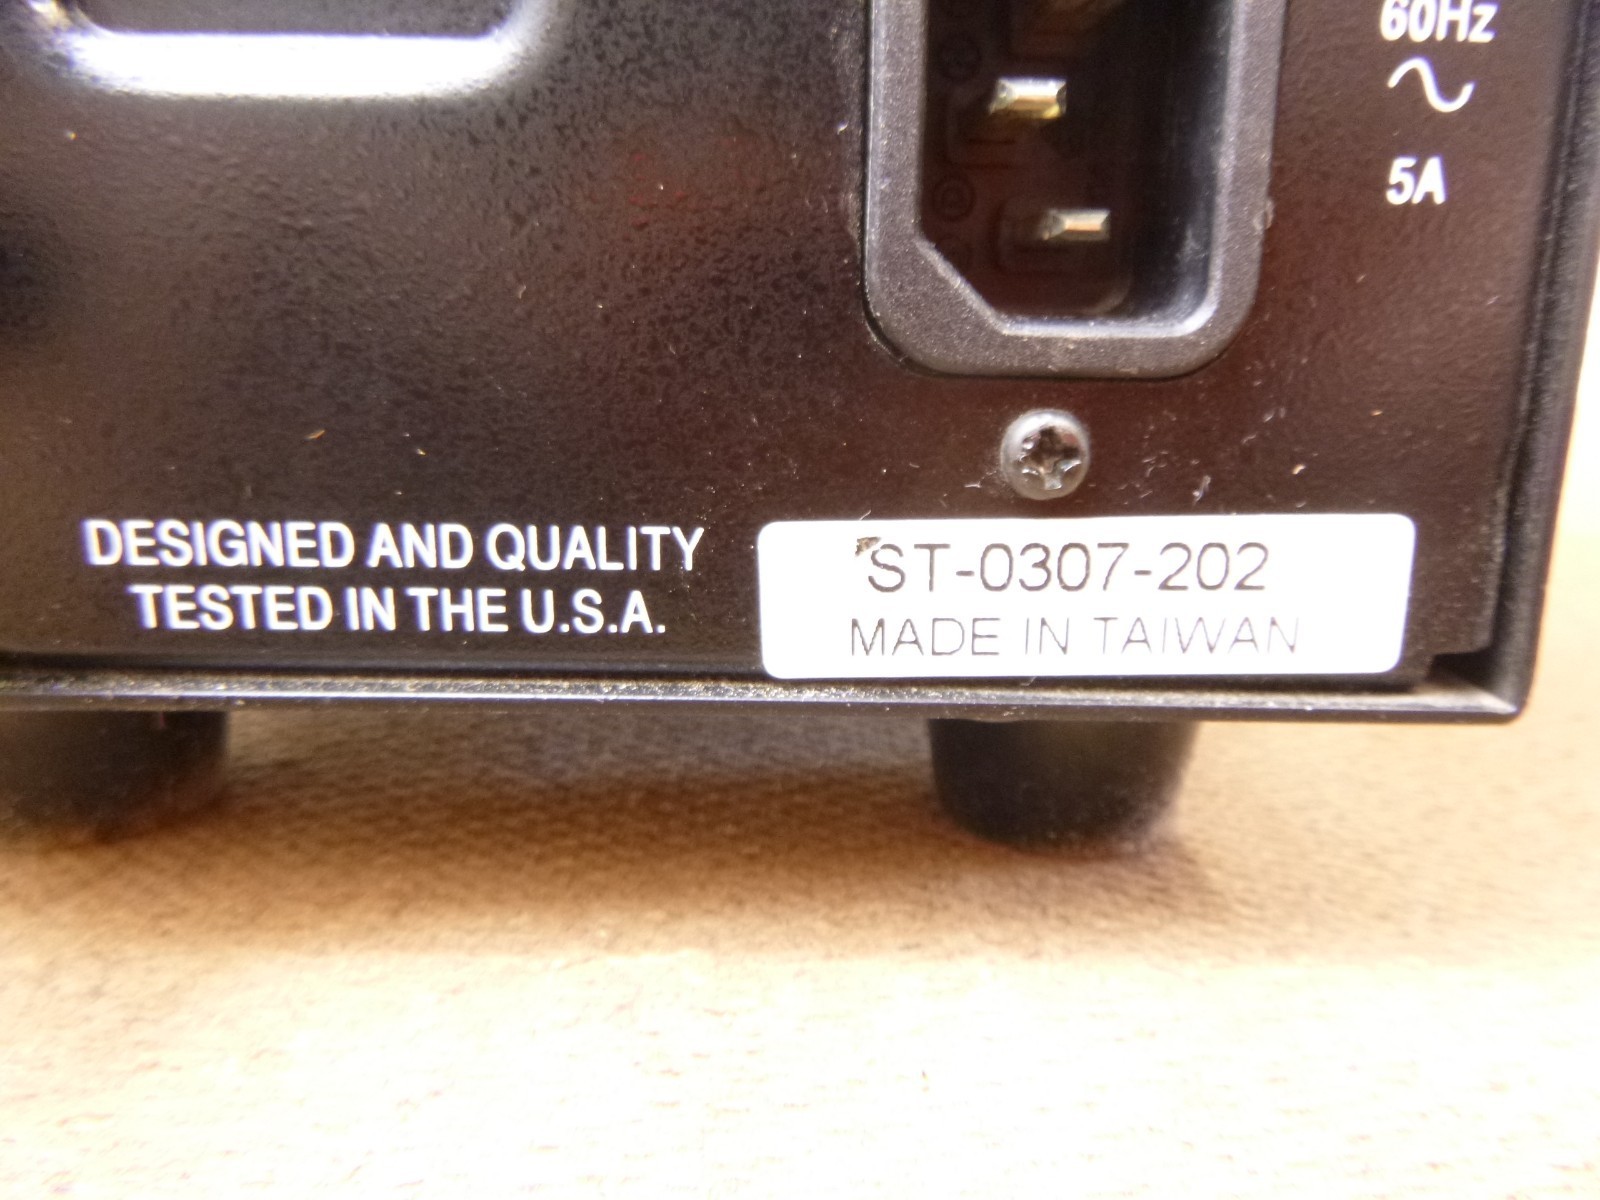 60Hz
~
5A
DESIGNED AND QUALITY
TESTED IN THE U.S.A.
ST-0307-202
MADE IN TAIWAN